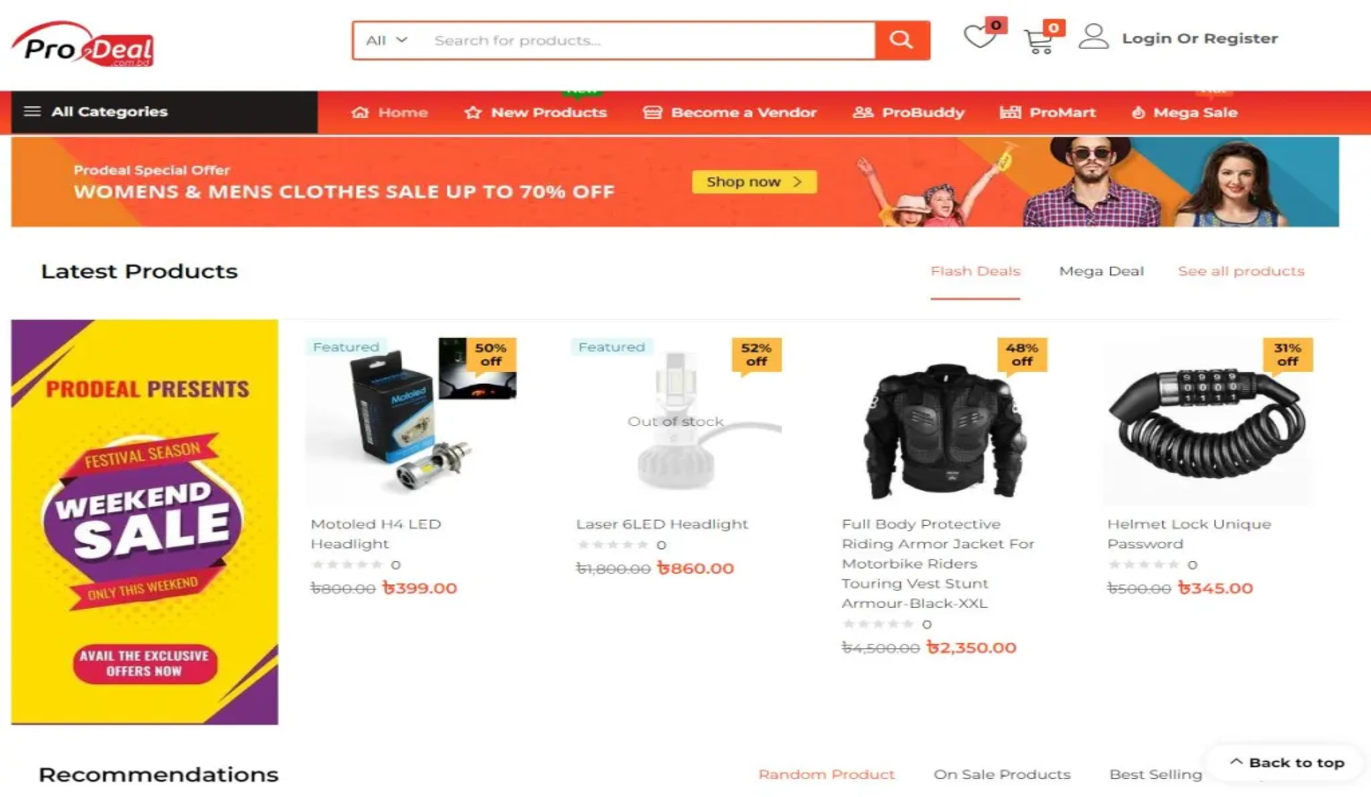 ProDeal
.com.bd
All
Search for products...
0
0
Login Or Register
All Categories
Home
New Products
Become a Vendor
ProBuddy
ProMart
Mega Sale
Prodeal Special Offer
WOMENS & MENS CLOTHES SALE UP TO 70% OFF
Shop now
Latest Products
Flash Deals
Mega Deal
See all products
PRODEAL PRESENTS
FESTIVAL SEASON
WEEKEND
SALE
ONLY THIS WEEKEND
AVAIL THE EXCLUSIVE
OFFERS NOW
Featured
50%
off
Motoled
Motoled H4 LED
Headlight
0
৳800.00 ৳399.00
Featured
52%
off
Out of stock
Laser 6LED Headlight
0
৳1,800.00 ৳860.00
48%
off
Full Body Protective
Riding Armor Jacket For
Motorbike Riders
Touring Vest Stunt
Armour-Black-XXL
0
৳4,500.00 ৳2,350.00
31%
off
Helmet Lock Unique
Password
0
৳500.00 ৳345.00
Recommendations
Random Product
On Sale Products
Best Selling
Back to top